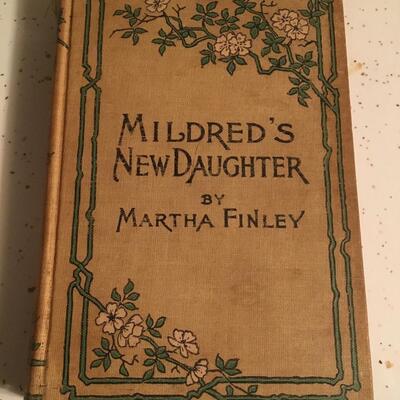 MILDRED'S
NEW DAUGHTER
BY
MARTHA FINLEY